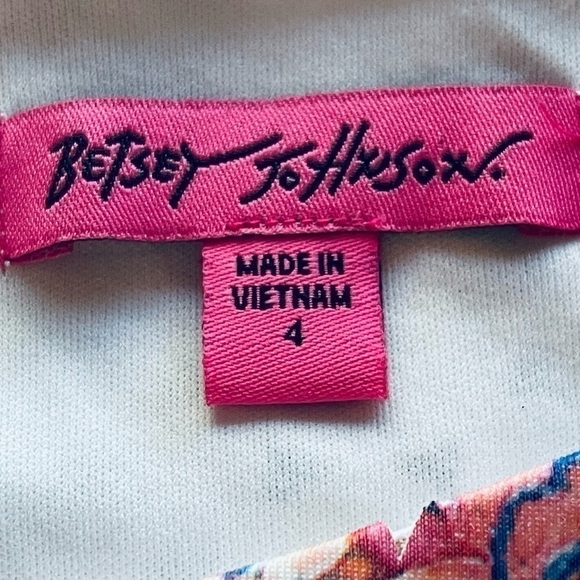 BETSEY JOHNSON.
MADE IN
VIETNAM
4